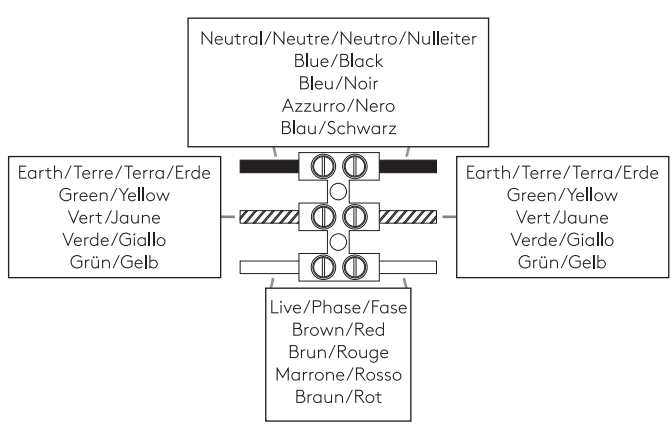 Neutral/Neutre/Neutro/Nulleiter
Blue/Black
Bleu/Noir
Azzurro/Nero
Blau/Schwarz
Earth/Terre/Terra/Erde
Green/Yellow
Vert/Jaune
Verde/Giallo
Grün/Gelb
Earth/Terre/Terra/Erde
Green/Yellow
Vert/Jaune
Verde/Giallo
Grün/Gelb
Live/Phase/Fase
Brown/Red
Brun/Rouge
Marrone/Rosso
Braun/Rot